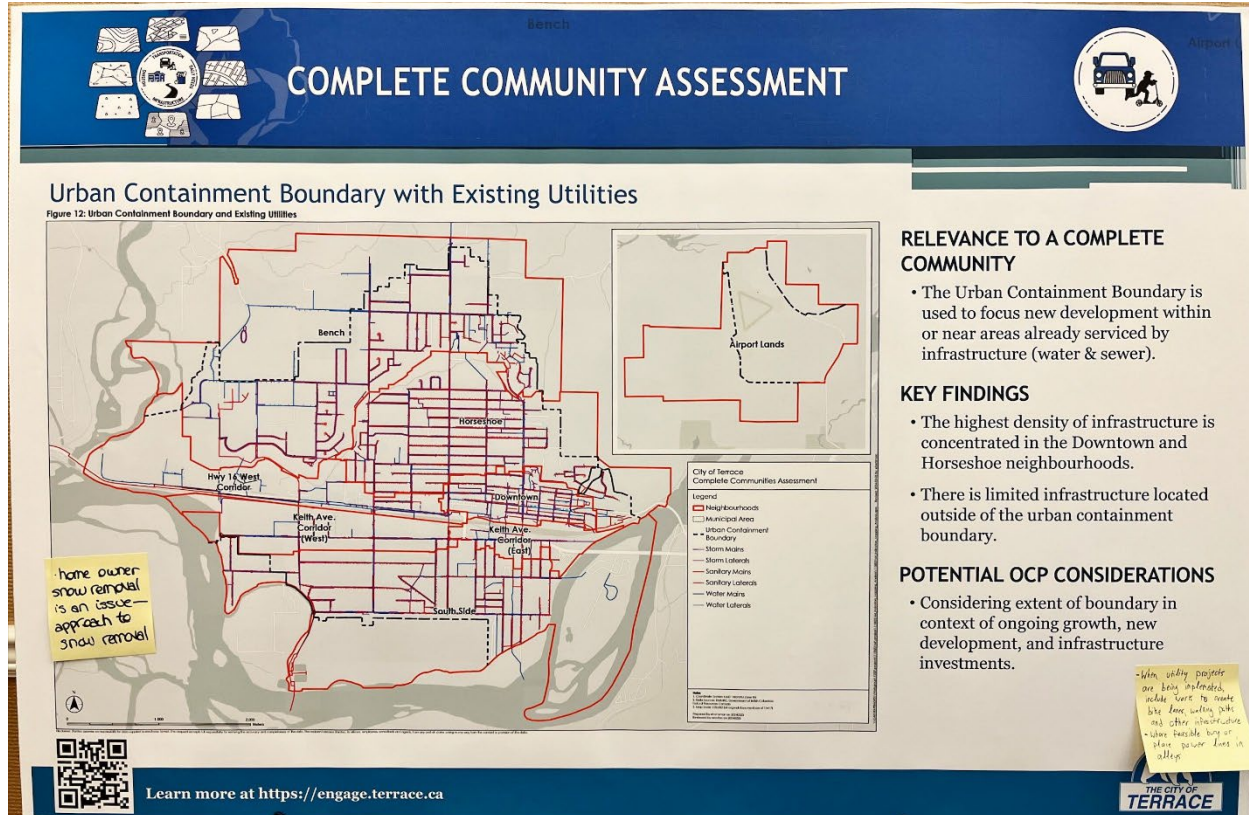 Bench
Airport
COMPLETE COMMUNITY ASSESSMENT
TRANSPORTATION
INFRASTRUCTURE
Urban Containment Boundary with Existing Utilities
Figure 12: Urban Containment Boundary and Existing Utilities
Bench
Horseshoe
Hwy 16 West
Corridor
Downtown
Keith Ave.
Corridor
(West)
Keith Ave.
Corridor
(East)
South Side
Airport Lands
City of Terrace
Complete Communities Assessment
Legend
Neighbourhoods
Municipal Area
Urban Containment
Boundary
Storm Mains
Storm Laterals
Sanitary Mains
Sanitary Laterals
Water Mains
Water Laterals
RELEVANCE TO A COMPLETE
COMMUNITY
• The Urban Containment Boundary is
used to focus new development within
or near areas already serviced by
infrastructure (water & sewer).
KEY FINDINGS
• The highest density of infrastructure is
concentrated in the Downtown and
Horseshoe neighbourhoods.
• There is limited infrastructure located
outside of the urban containment
boundary.
POTENTIAL OCP CONSIDERATIONS
• Considering extent of boundary in
context of ongoing growth, new
development, and infrastructure
investments.
· home owner
snow removal
is an issue—
approach to
snow removal
- When utility projects
are being implemented,
include work to create
bike lanes, walking paths
and other infrastructure
• Where feasible bury or
place power lines in
alleys
Learn more at https://engage.terrace.ca
THE CITY OF
TERRACE